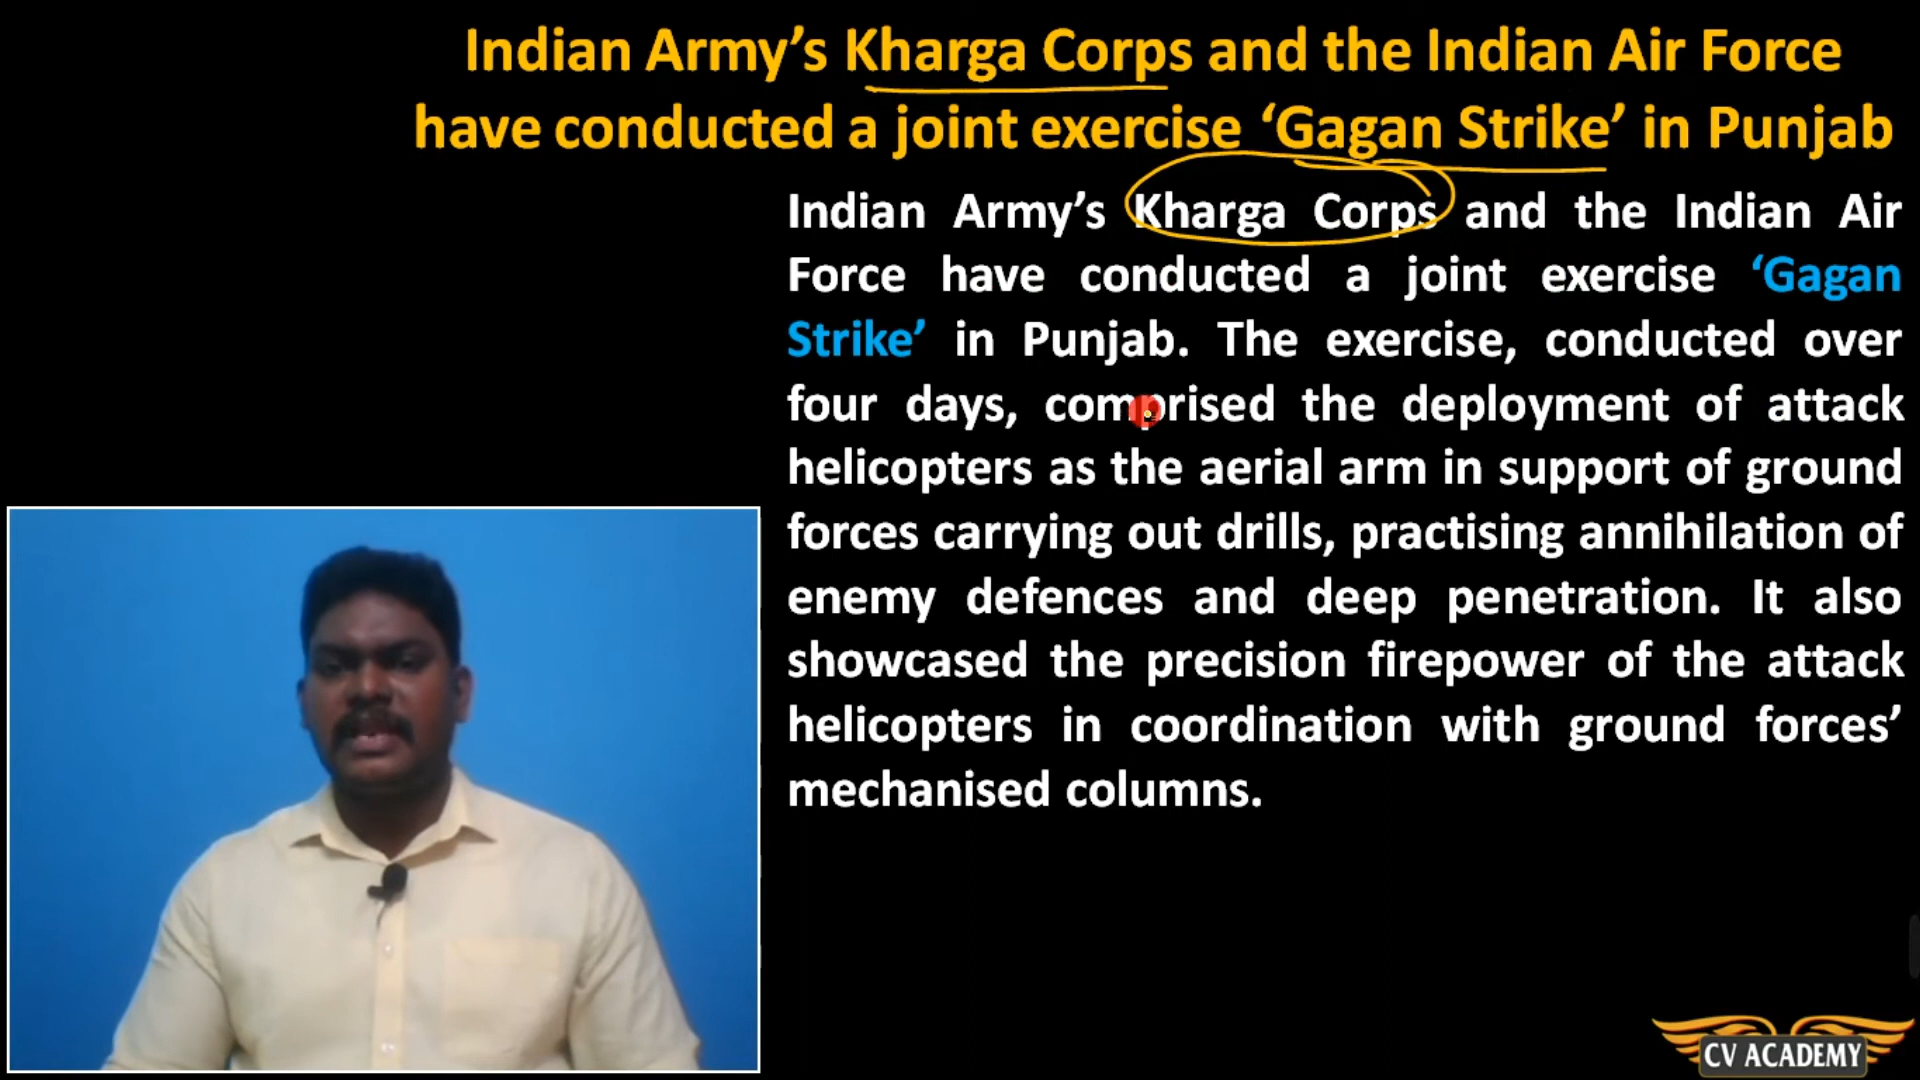 Indian Army’s Kharga Corps and the Indian Air Force
have conducted a joint exercise ‘Gagan Strike’ in Punjab
Indian Army’s Kharga Corps and the Indian Air
Force have conducted a joint exercise ‘Gagan
Strike’ in Punjab. The exercise, conducted over
four days, comprised the deployment of attack
helicopters as the aerial arm in support of ground
forces carrying out drills, practising annihilation of
enemy defences and deep penetration. It also
showcased the precision firepower of the attack
helicopters in coordination with ground forces’
mechanised columns.
CV ACADEMY